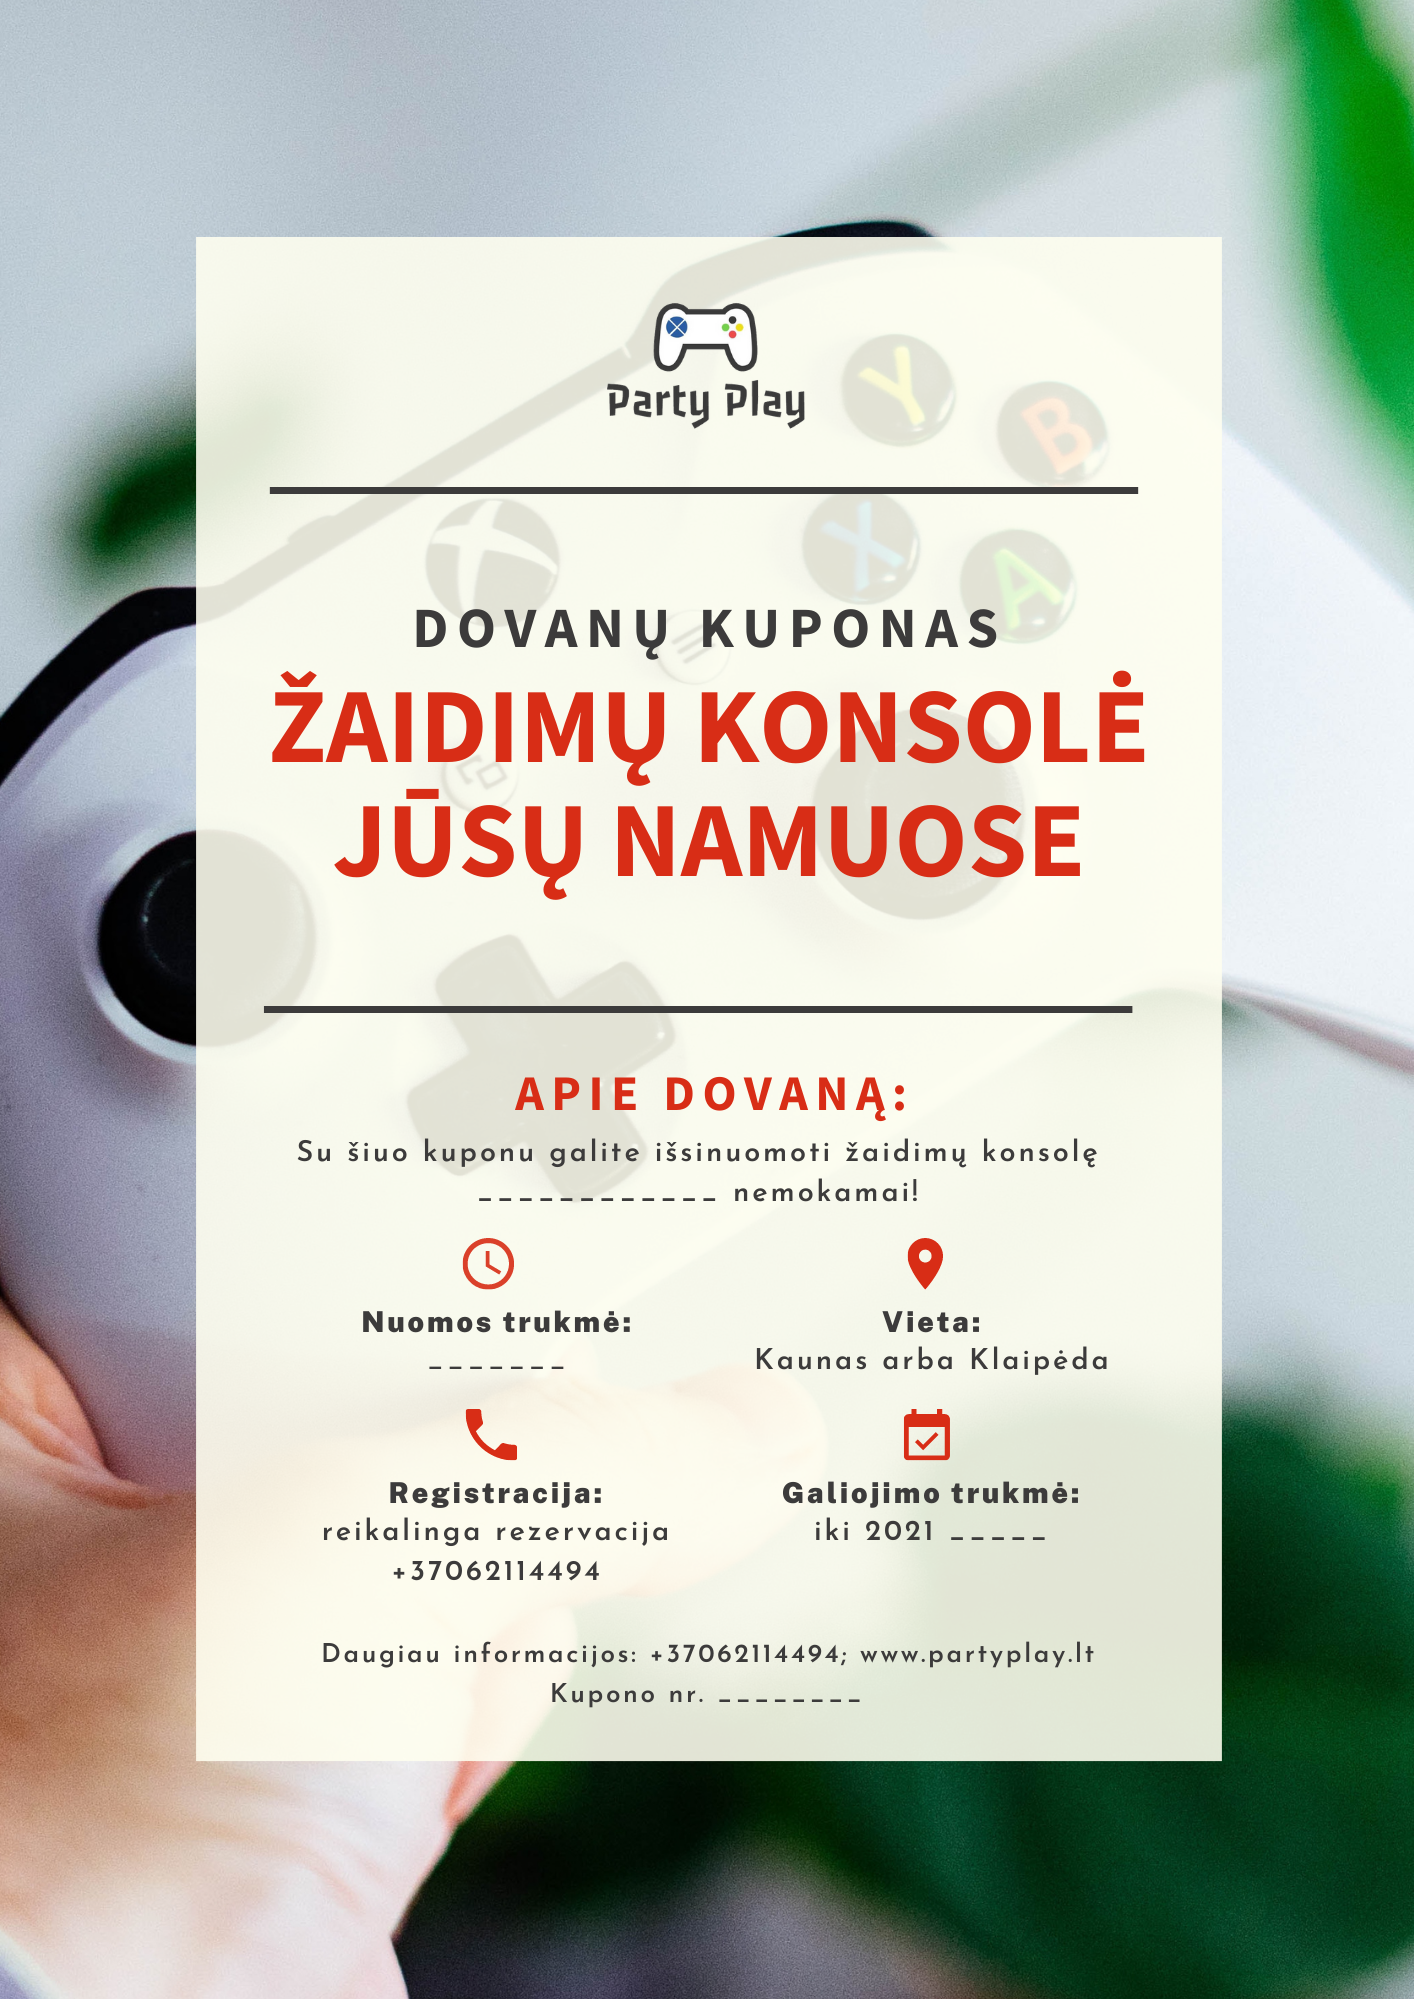 Party Play
DOVANŲ KUPONAS
ŽAIDIMŲ KONSOLĖ
JŪSŲ NAMUOSE
APIE DOVANĄ:
Su šiuo kuponu galite išsinuomoti žaidimų konsolę
____________ nemokamai!
Nuomos trukmė:
_______
Vieta:
Kaunas arba Klaipėda
Registracija:
reikalinga rezervacija
+37062114494
Galiojimo trukmė:
iki 2021 _____
Daugiau informacijos: +37062114494; www.partyplay.lt
Kupono nr. ________
Y
B
X
A